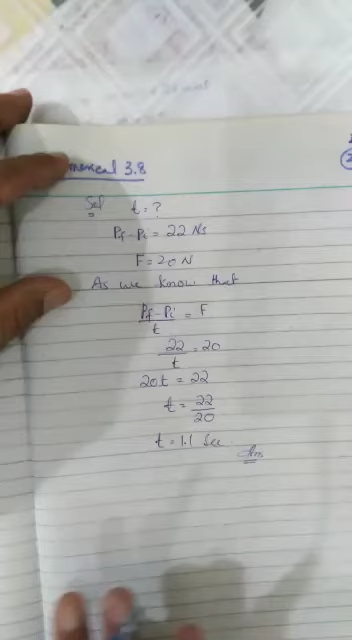 merical 3.8
Sol t = ?
Pf - Pi = 22 Ns
F = 20 N
As we know that
Pf - Pi / t = F
22 / t = 20
20t = 22
t = 22 / 20
t = 1.1 Sec
Ans